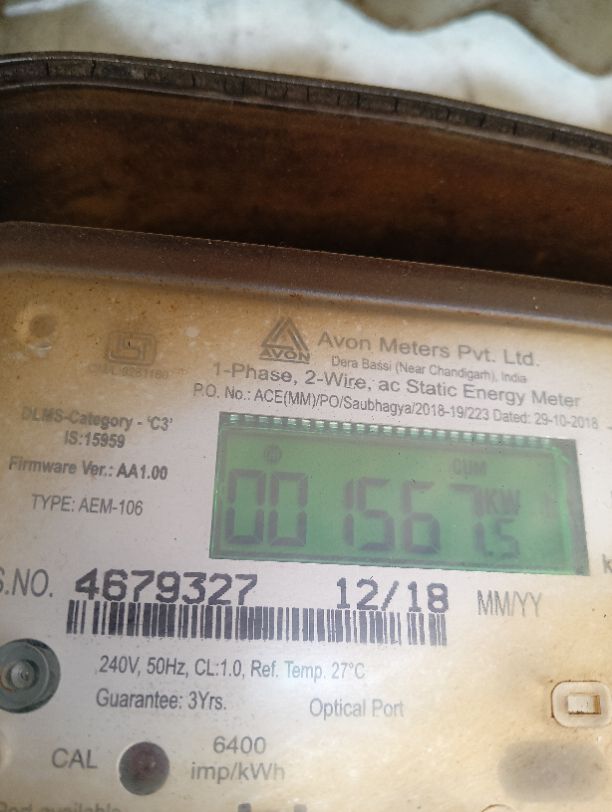 Avon Meters Pvt. Ltd.
AVON
Dera Bassi (Near Chandigarh), India
1-Phase, 2-Wire, ac Static Energy Meter
P.O. No.: ACE(MM)/PO/Saubhagya/2018-19/223 Dated: 29-10-2018
DLMS-Category - 'C3'
IS:15959
Firmware Ver.: AA1.00
TYPE: AEM-106
CUM
001567.5 KW
S.NO. 4679327 12/18 MM/YY
240V, 50Hz, CL:1.0, Ref. Temp. 27°C
Guarantee: 3Yrs. Optical Port
CAL 6400
imp/kWh